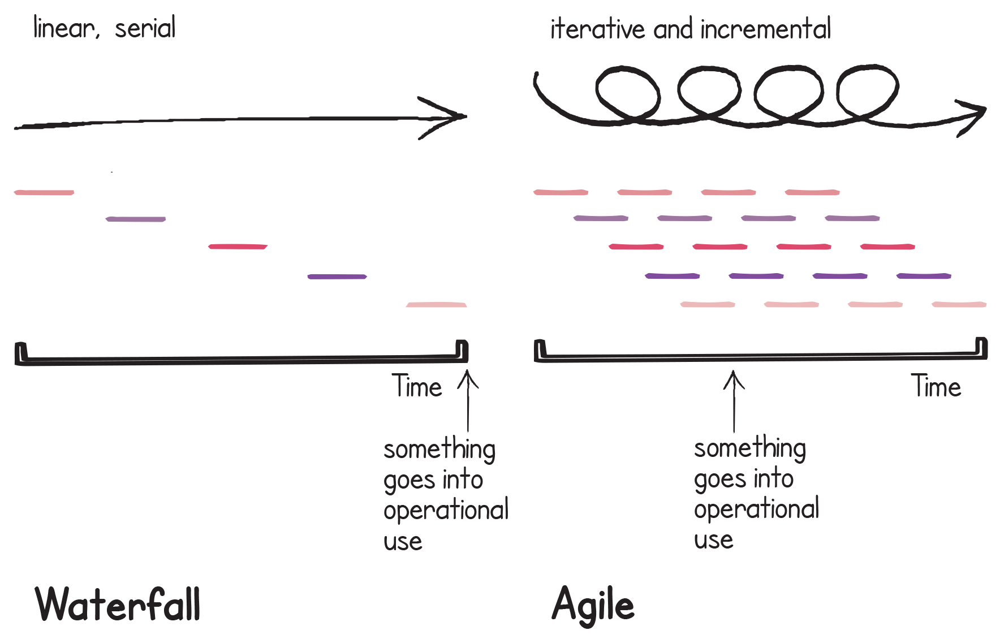 linear, serial
Time
something
goes into
operational
use
Waterfall
iterative and incremental
Time
something
goes into
operational
use
Agile